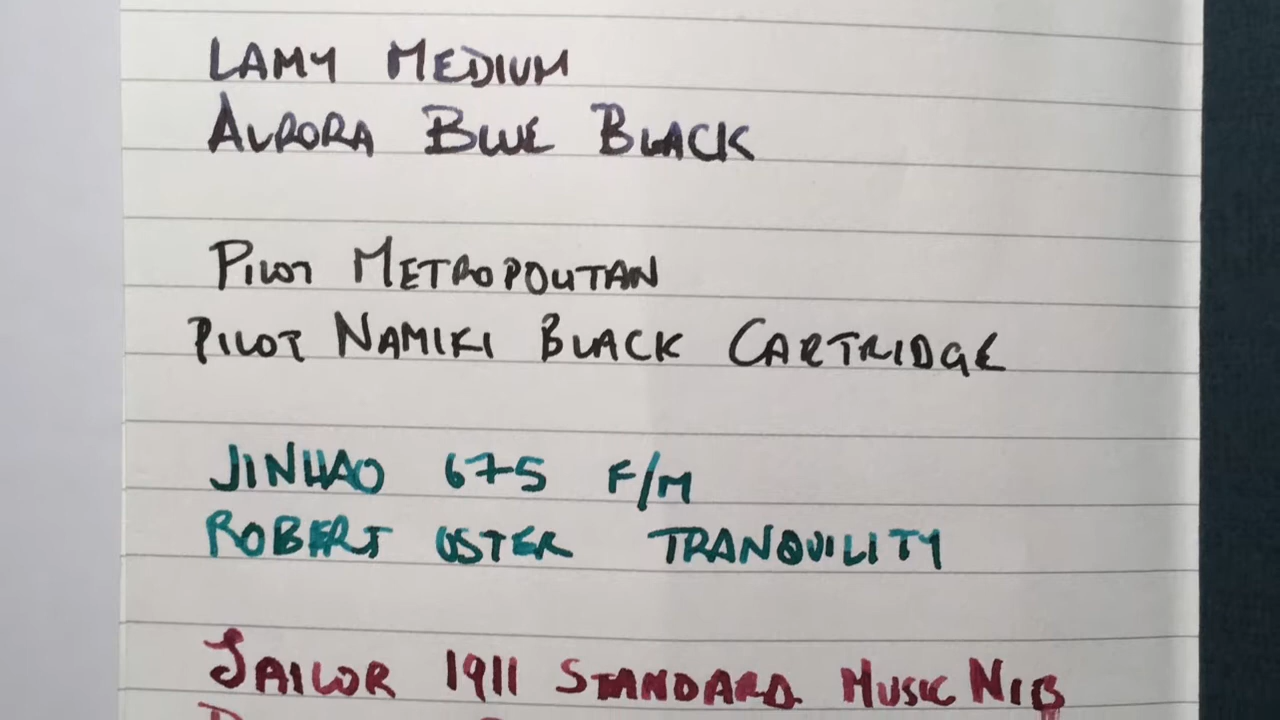 LAMY MEDIUM
AURORA BLUE BLACK
PILOT METROPOLITAN
PILOT NAMIKI BLACK CARTRIDGE
JINHAO 675 F/M
ROBERT OSTER TRANQUILITY
SAILOR 1911 STANDARD MUSIC NIB